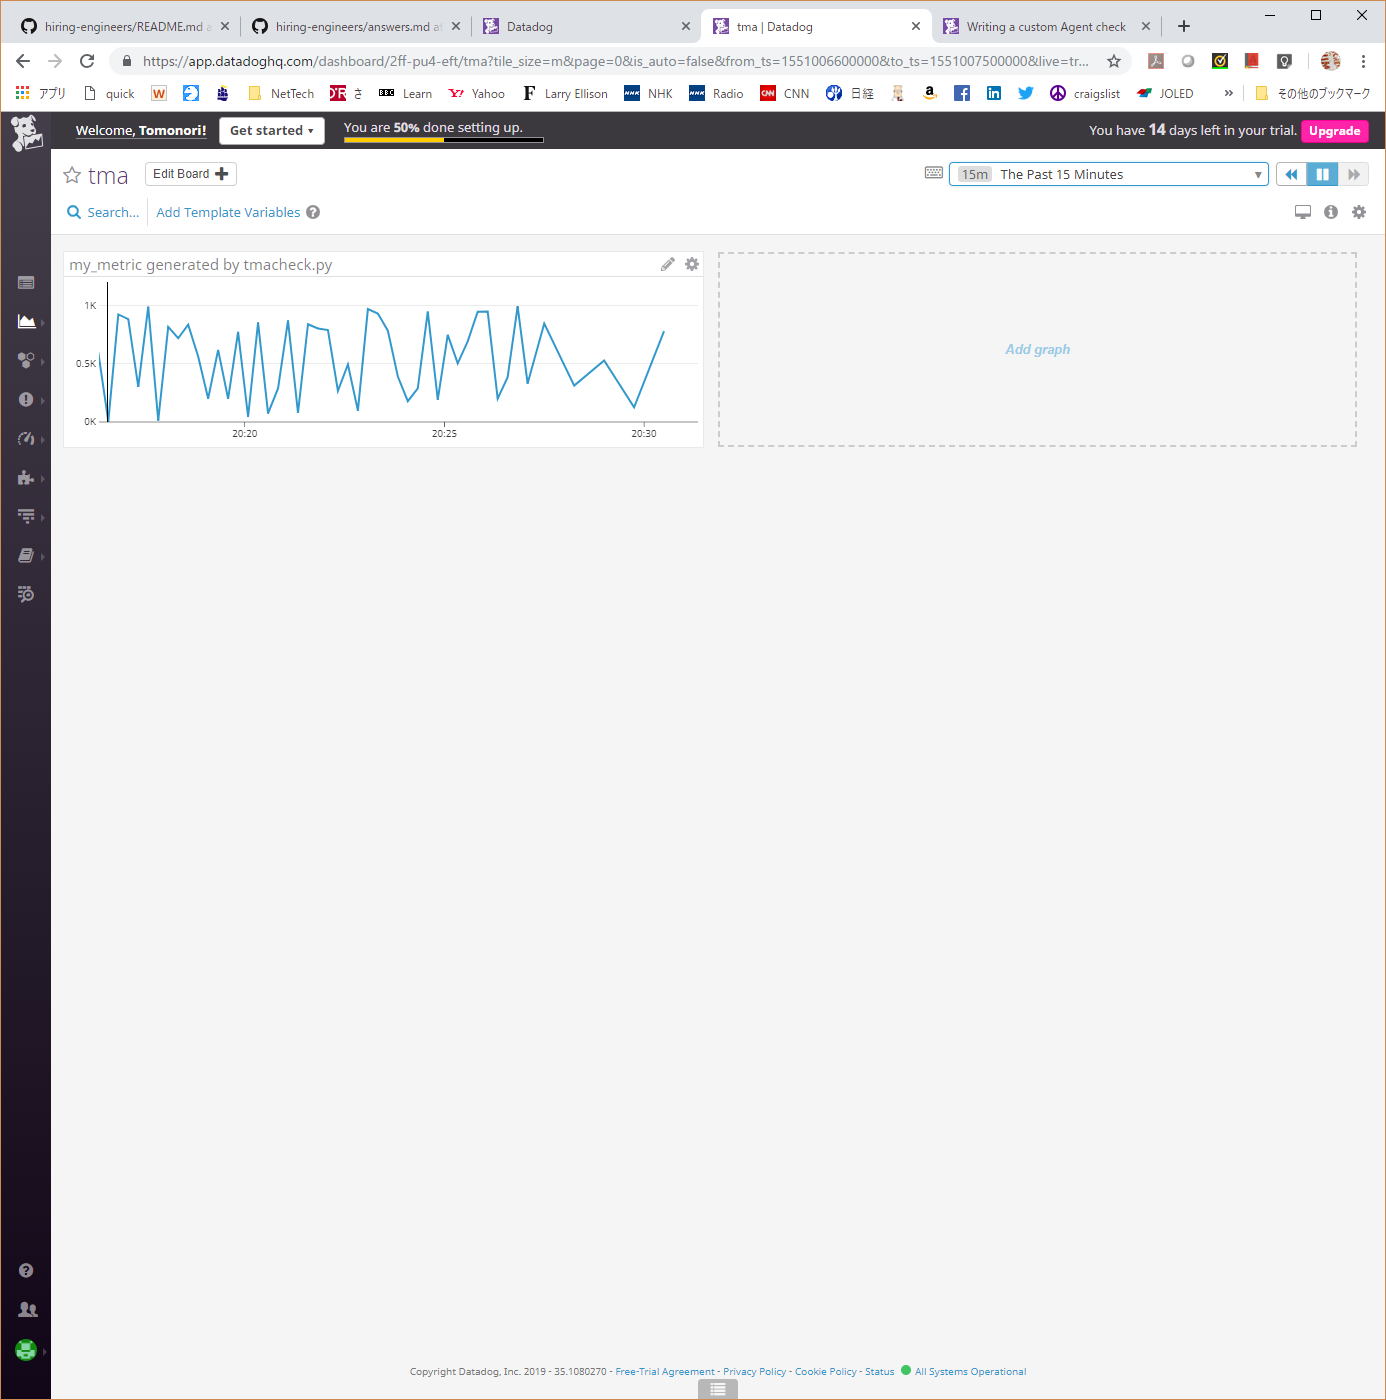 hiring-engineers/README.md a
hiring-engineers/answers.md at
Datadog
tma | Datadog
Writing a custom Agent check
https://app.datadoghq.com/dashboard/2ff-pu4-eft/tma?tile_size=m&page=0&is_auto=false&from_ts=1551006600000&to_ts=1551007500000&live=tr...
アプリ quick W NetTech さ BBC Learn Yahoo F Larry Ellison NHK NHK NHK Radio CNN CNN 日経 craigslist JOLED » その他のブックマーク
Welcome, Tomonori! Get started You are 50% done setting up. You have 14 days left in your trial. Upgrade
tma Edit Board 15m The Past 15 Minutes
Search... Add Template Variables
my_metric generated by tmacheck.py
1K
0.5K
0K
20:20 20:25 20:30
Add graph
Copyright Datadog, Inc. 2019 - 35.1080270 - Free-Trial Agreement - Privacy Policy - Cookie Policy - Status All Systems Operational